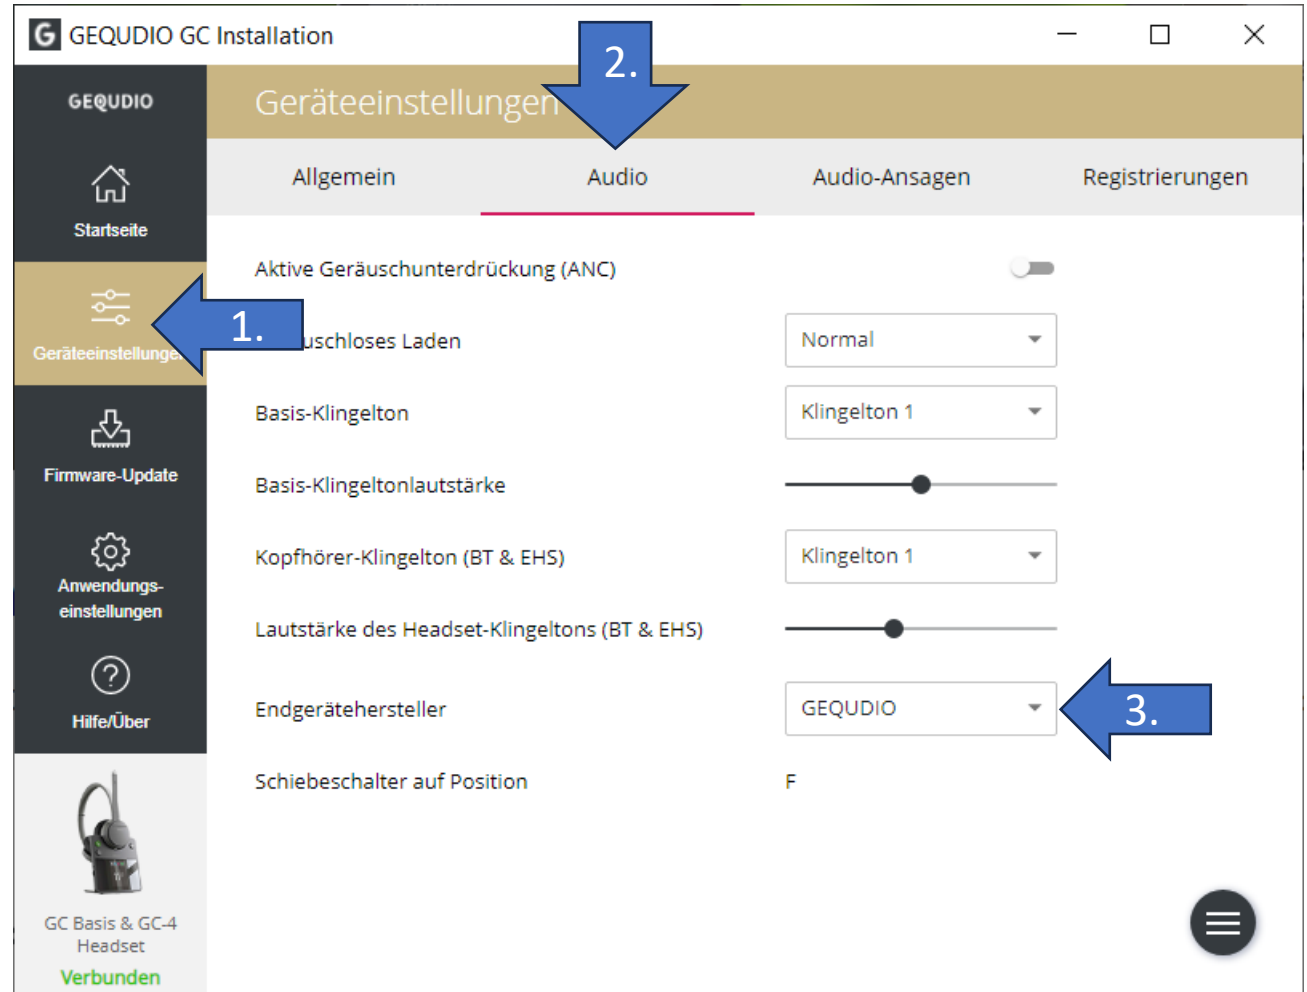 G GEQUDIO GC Installation
2.
GEQUDIO
Geräteeinstellungen
Allgemein
Audio
Audio-Ansagen
Registrierungen
Startseite
Aktive Geräuschunterdrückung (ANC)
Geräteeinstellunge
1.
uschloses Laden
Normal
Basis-Klingelton
Klingelton 1
Firmware-Update
Basis-Klingeltonlautstärke
Kopfhörer-Klingelton (BT & EHS)
Klingelton 1
Anwendungs-
einstellungen
Lautstärke des Headset-Klingeltons (BT & EHS)
Hilfe/Über
Endgerätehersteller
GEQUDIO
3.
Schiebeschalter auf Position
F
GC Basis & GC-4
Headset
Verbunden